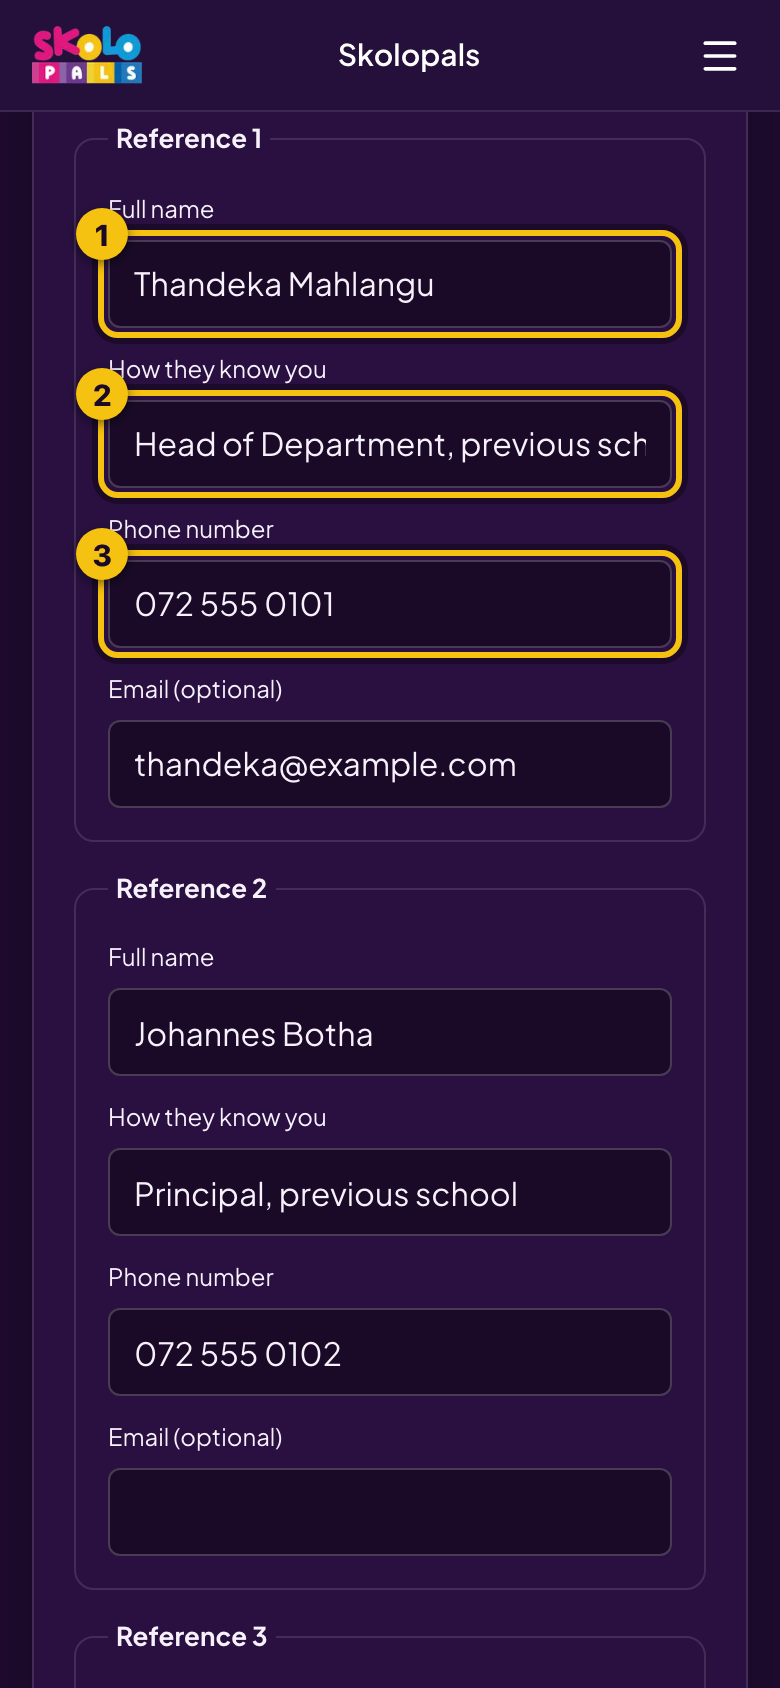 SKOLO
PALS
Skolopals
Reference 1
Full name
1
Thandeka Mahlangu
How they know you
2
Head of Department, previous sch
Phone number
3
072 555 0101
Email (optional)
thandeka@example.com
Reference 2
Full name
Johannes Botha
How they know you
Principal, previous school
Phone number
072 555 0102
Email (optional)
Reference 3